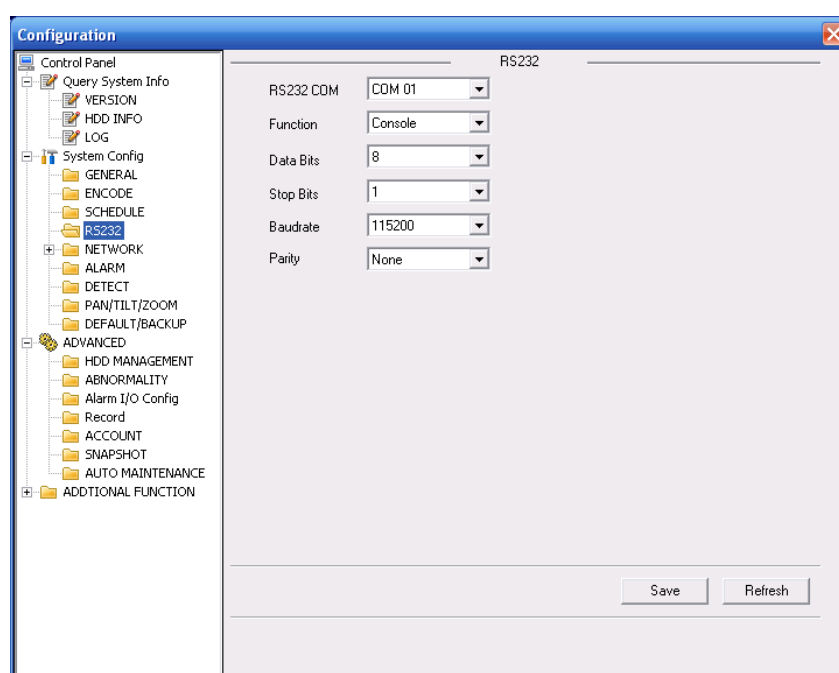 Configuration
Control Panel
Query System Info
VERSION
HDD INFO
LOG
System Config
GENERAL
ENCODE
SCHEDULE
RS232
NETWORK
ALARM
DETECT
PAN/TILT/ZOOM
DEFAULT/BACKUP
ADVANCED
HDD MANAGEMENT
ABNORMALITY
Alarm I/O Config
Record
ACCOUNT
SNAPSHOT
AUTO MAINTENANCE
ADDTIONAL FUNCTION
RS232
RS232 COM COM 01
Function Console
Data Bits 8
Stop Bits 1
Baudrate 115200
Parity None
Save Refresh